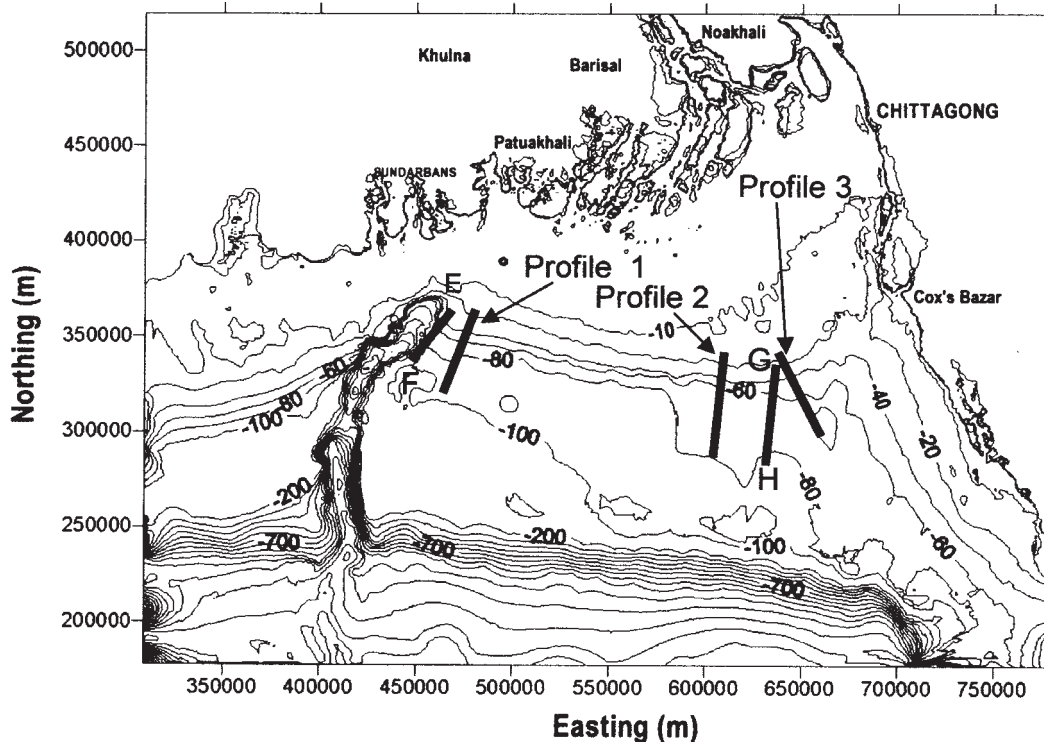 500000
450000
400000
350000
300000
250000
200000
Northing (m)
Khulna
Barisal
Noakhali
CHITTAGONG
Patuakhali
SUNDARBANS
Profile 3
E
Profile 1
Profile 2
Cox's Bazar
-10
G
F
-60
-80
-80
-100
-60
-40
-20
-100
-200
H
-80
-60
-700
-700
-200
-100
-700
350000 400000 450000 500000 550000 600000 650000 700000 750000
Easting (m)